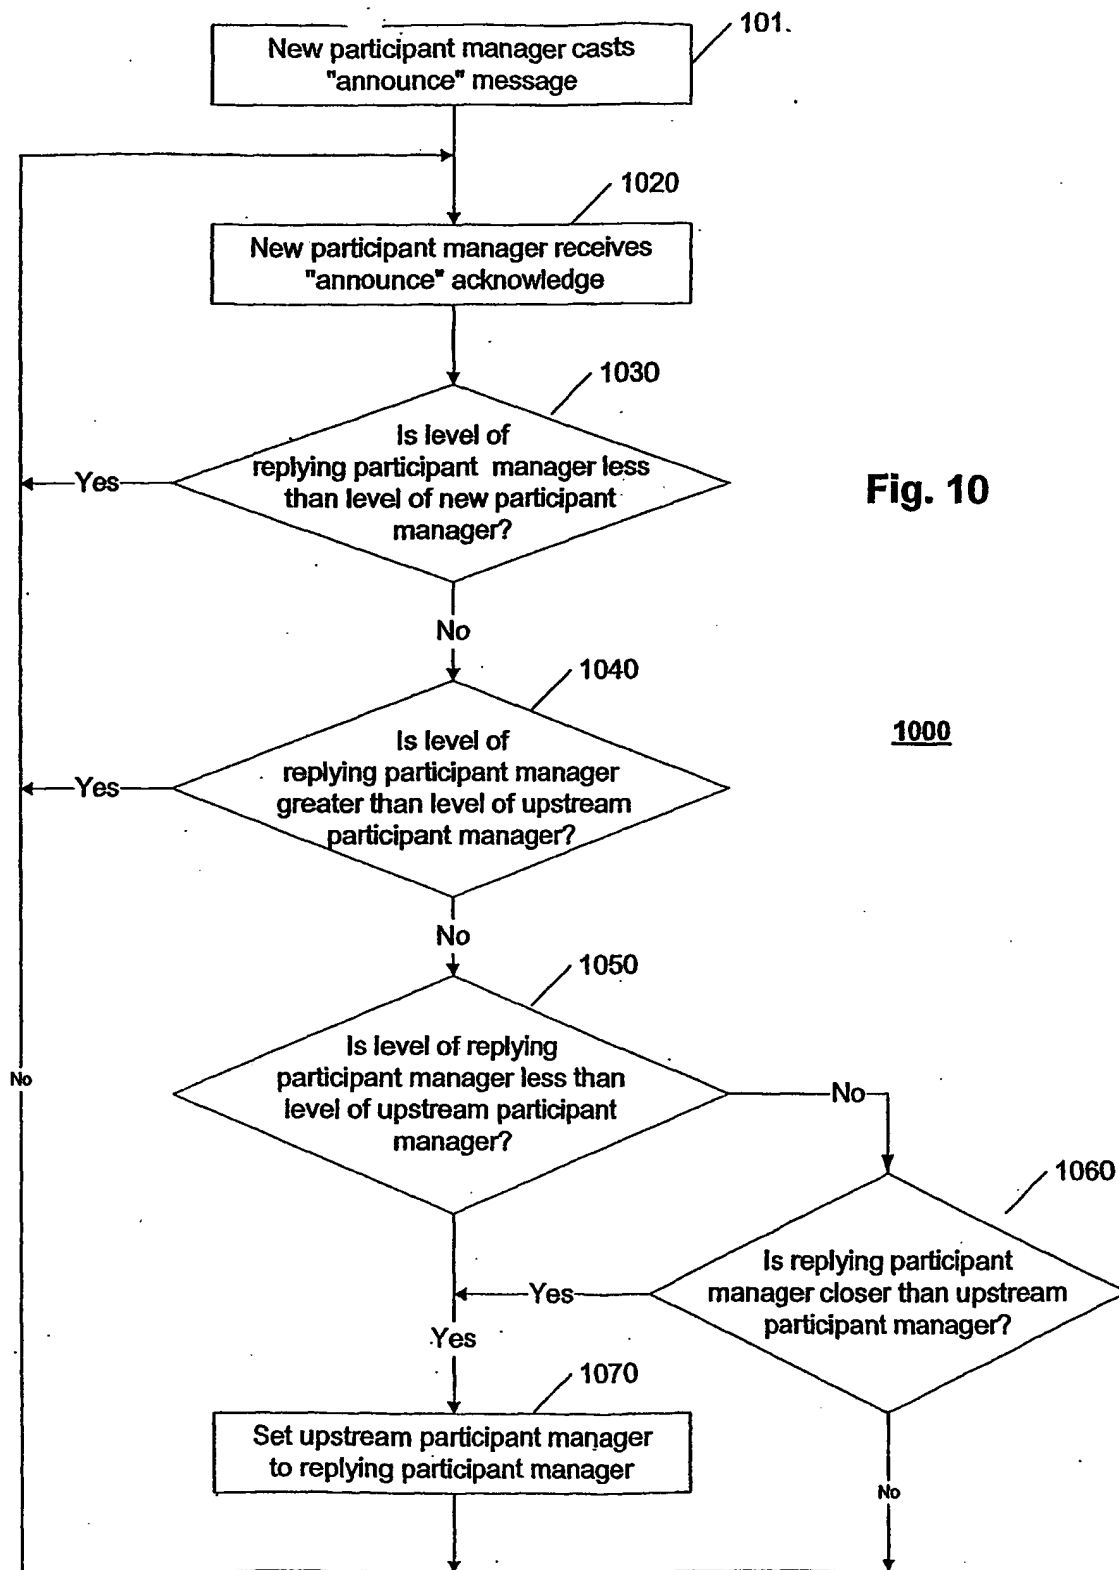 101.
New participant manager casts
"announce" message
1020
New participant manager receives
"announce" acknowledge
1030
Is level of
replying participant manager less
than level of new participant
manager?
Yes
Fig. 10
No
1040
Is level of
replying participant manager
greater than level of upstream
participant manager?
Yes
1000
No
1050
Is level of replying
participant manager less than
level of upstream participant
manager?
No
No
1060
Is replying participant
manager closer than upstream
participant manager?
Yes
Yes
1070
Set upstream participant manager
to replying participant manager
No